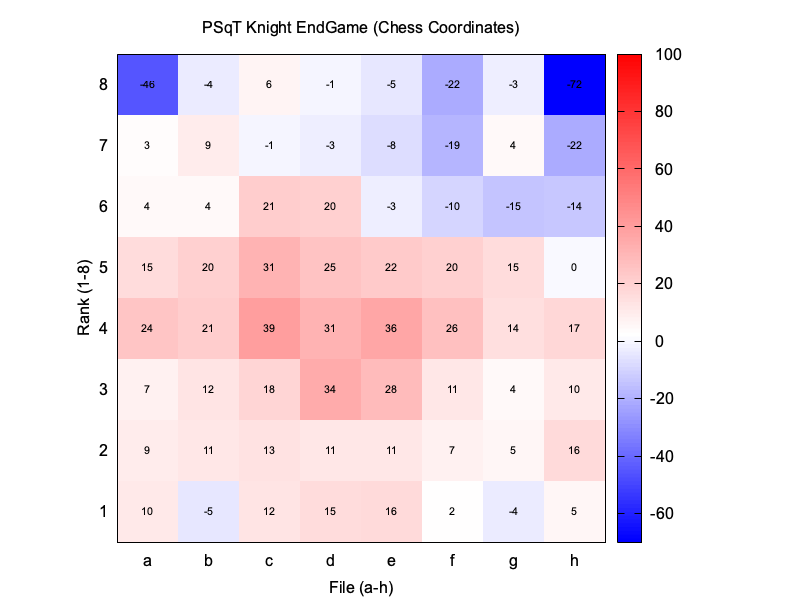 PSqT Knight EndGame (Chess Coordinates)
8 -46 -4 6 -1 -5 -22 -3 -72
7 3 9 -1 -3 -8 -19 4 -22
6 4 4 21 20 -3 -10 -15 -14
5 15 20 31 25 22 20 15 0
4 24 21 39 31 36 26 14 17
3 7 12 18 34 28 11 4 10
2 9 11 13 11 11 7 5 16
1 10 -5 12 15 16 2 -4 5
a b c d e f g h
File (a-h)
Rank (1-8)
100
80
60
40
20
0
-20
-40
-60